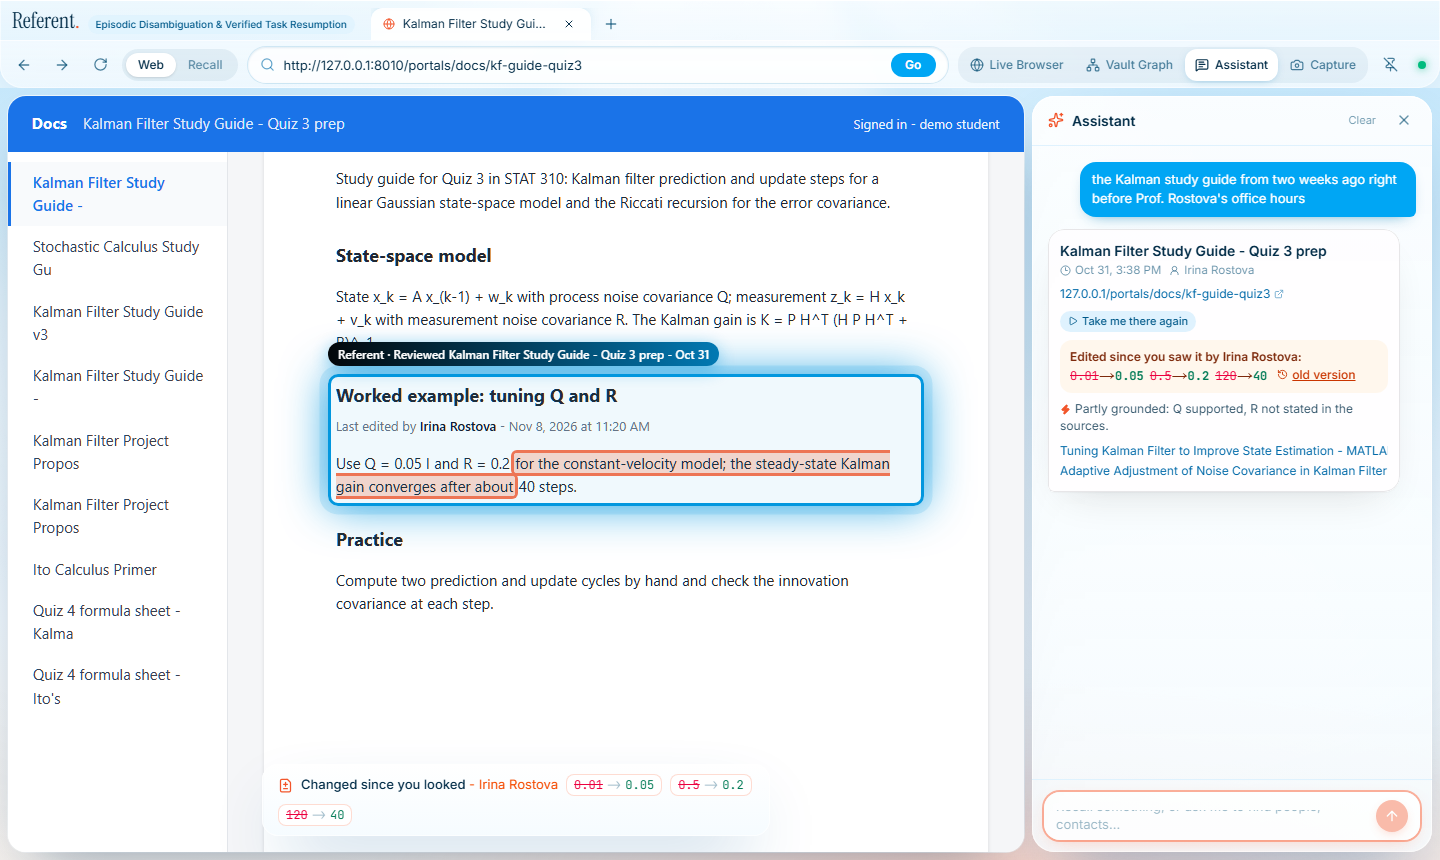 Referent.
Episodic Disambiguation & Verified Task Resumption
Kalman Filter Study Gui...
Web
Recall
http://127.0.0.1:8010/portals/docs/kf-guide-quiz3
Go
Live Browser
Vault Graph
Assistant
Capture
Docs
Kalman Filter Study Guide - Quiz 3 prep
Signed in - demo student
Kalman Filter Study
Guide -
Stochastic Calculus Study
Gu
Kalman Filter Study Guide
v3
Kalman Filter Study Guide
-
Kalman Filter Project
Propos
Kalman Filter Project
Propos
Ito Calculus Primer
Quiz 4 formula sheet -
Kalma
Quiz 4 formula sheet -
Ito's
Study guide for Quiz 3 in STAT 310: Kalman filter prediction and update steps for a
linear Gaussian state-space model and the Riccati recursion for the error covariance.
State-space model
State x_k = A x_(k-1) + w_k with process noise covariance Q; measurement z_k = H x_k
+ v_k with measurement noise covariance R. The Kalman gain is K = P H^T (H P H^T +
Referent · Reviewed Kalman Filter Study Guide - Quiz 3 prep - Oct 31
Worked example: tuning Q and R
Last edited by Irina Rostova - Nov 8, 2026 at 11:20 AM
Use Q = 0.05 I and R = 0.2 for the constant-velocity model; the steady-state Kalman
gain converges after about 40 steps.
Practice
Compute two prediction and update cycles by hand and check the innovation
covariance at each step.
Changed since you looked - Irina Rostova 0.01 → 0.05 0.5 → 0.2
120 → 40
Assistant
Clear
the Kalman study guide from two weeks ago right
before Prof. Rostova's office hours
Kalman Filter Study Guide - Quiz 3 prep
Oct 31, 3:38 PM Irina Rostova
127.0.0.1/portals/docs/kf-guide-quiz3
Take me there again
Edited since you saw it by Irina Rostova:
0.01→0.05 0.5→0.2 120→40 old version
Partly grounded: Q supported, R not stated in the
sources.
Tuning Kalman Filter to Improve State Estimation - MATLA
Adaptive Adjustment of Noise Covariance in Kalman Filter
contacts...